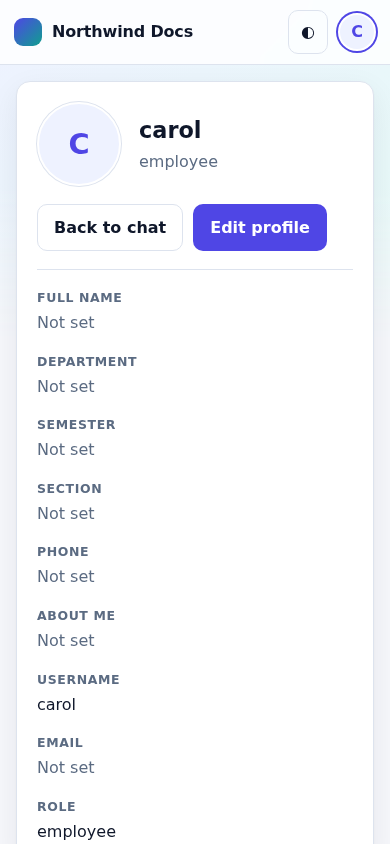 Northwind Docs
C
C
carol
employee
Back to chat
Edit profile
FULL NAME
Not set
DEPARTMENT
Not set
SEMESTER
Not set
SECTION
Not set
PHONE
Not set
ABOUT ME
Not set
USERNAME
carol
EMAIL
Not set
ROLE
employee